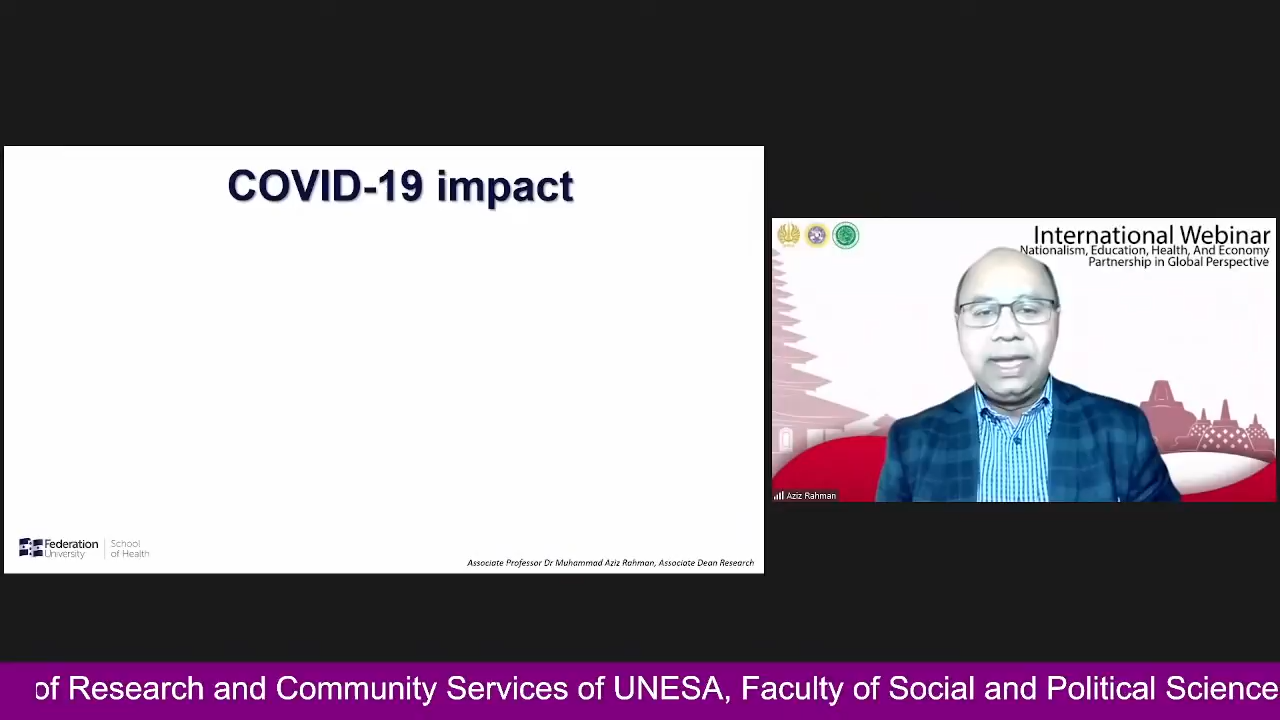 COVID-19 impact
Federation
University
School
of Health
Associate Professor Dr Muhammad Aziz Rahman, Associate Dean Research
International Webinar
Nationalism, Education, Health, And Economy
Partnership in Global Perspective
Aziz Rahman
of Research and Community Services of UNESA, Faculty of Social and Political Science